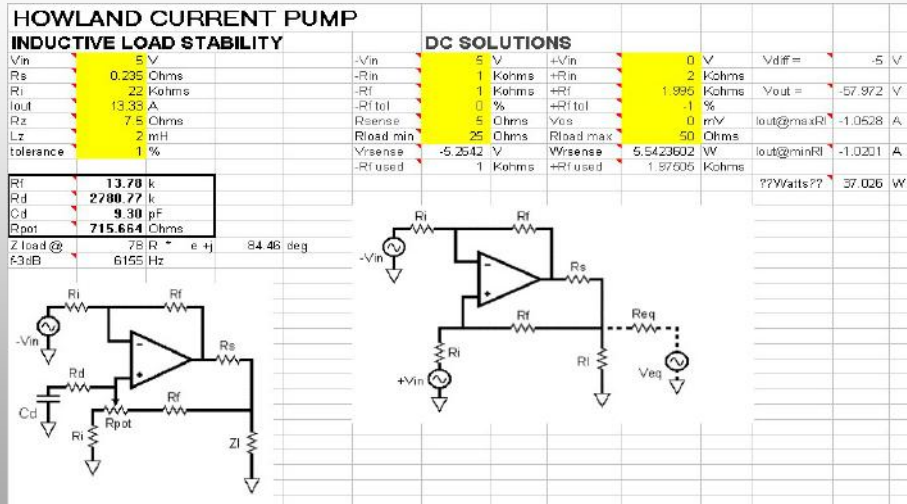 HOWLAND CURRENT PUMP
INDUCTIVE LOAD STABILITY DC SOLUTIONS
Vin 5 V -Vin 5 V +Vin 0 V Vdiff = -5 V
Rs 0.235 Ohms -Rin 1 Kohms +Rin 2 Kohms
Ri 22 Kohms -Rf 1 Kohms +Rf 1.995 Kohms Vout = -57.972 V
Iout 13.33 A -Rf tol 0 % +Rf tol -1 %
Rz 7.5 Ohms Rsense 5 Ohms Vos 0 mV Iout@maxRl -1.0528 A
Lz 2 mH Rload min 25 Ohms Rload max 50 Ohms
tolerance 1 % Vrsense -5.2642 V Wrsense 5.5423602 W Iout@minRl -1.0201 A
-Rf used 1 Kohms +Rf used 1.97505 Kohms
Rf 13.78 k ??Watts?? 37.026 W
Rd 2780.77 k
Cd 9.30 pF
Rpot 715.664 Ohms
Z load @ 78 R * e +j 84.46 deg
f-3dB 6155 Hz
Ri Rf
-Vin
Rs
Rd
Rf
Cd
Rpot
Ri
Zl
Ri Rf
-Vin
Rs
Rf
Req
Ri
Rl
+Vin
Veq